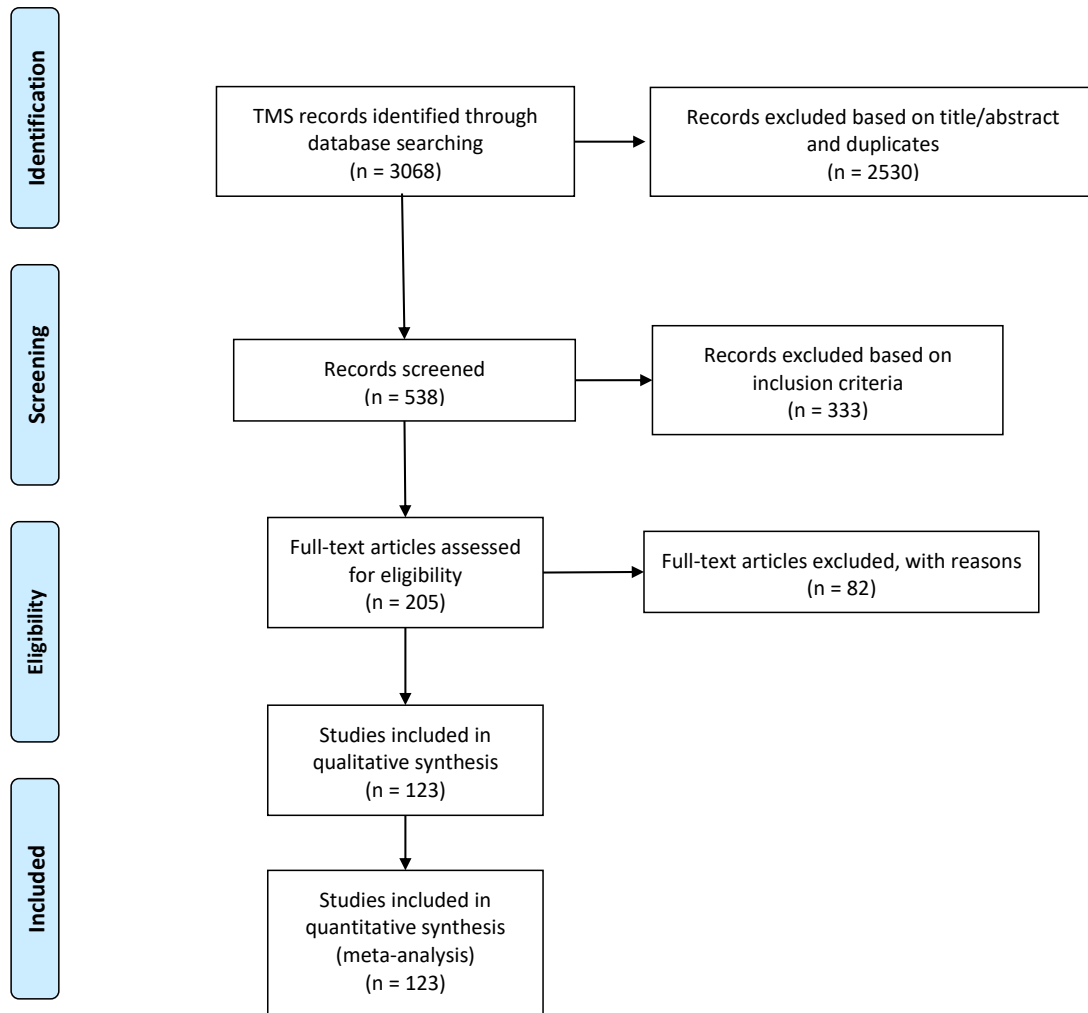 Identification
TMS records identified through
database searching
(n = 3068)
Records excluded based on title/abstract
and duplicates
(n = 2530)
Screening
Records screened
(n = 538)
Records excluded based on
inclusion criteria
(n = 333)
Eligibility
Full-text articles assessed
for eligibility
(n = 205)
Full-text articles excluded, with reasons
(n = 82)
Studies included in
qualitative synthesis
(n = 123)
Included
Studies included in
quantitative synthesis
(meta-analysis)
(n = 123)